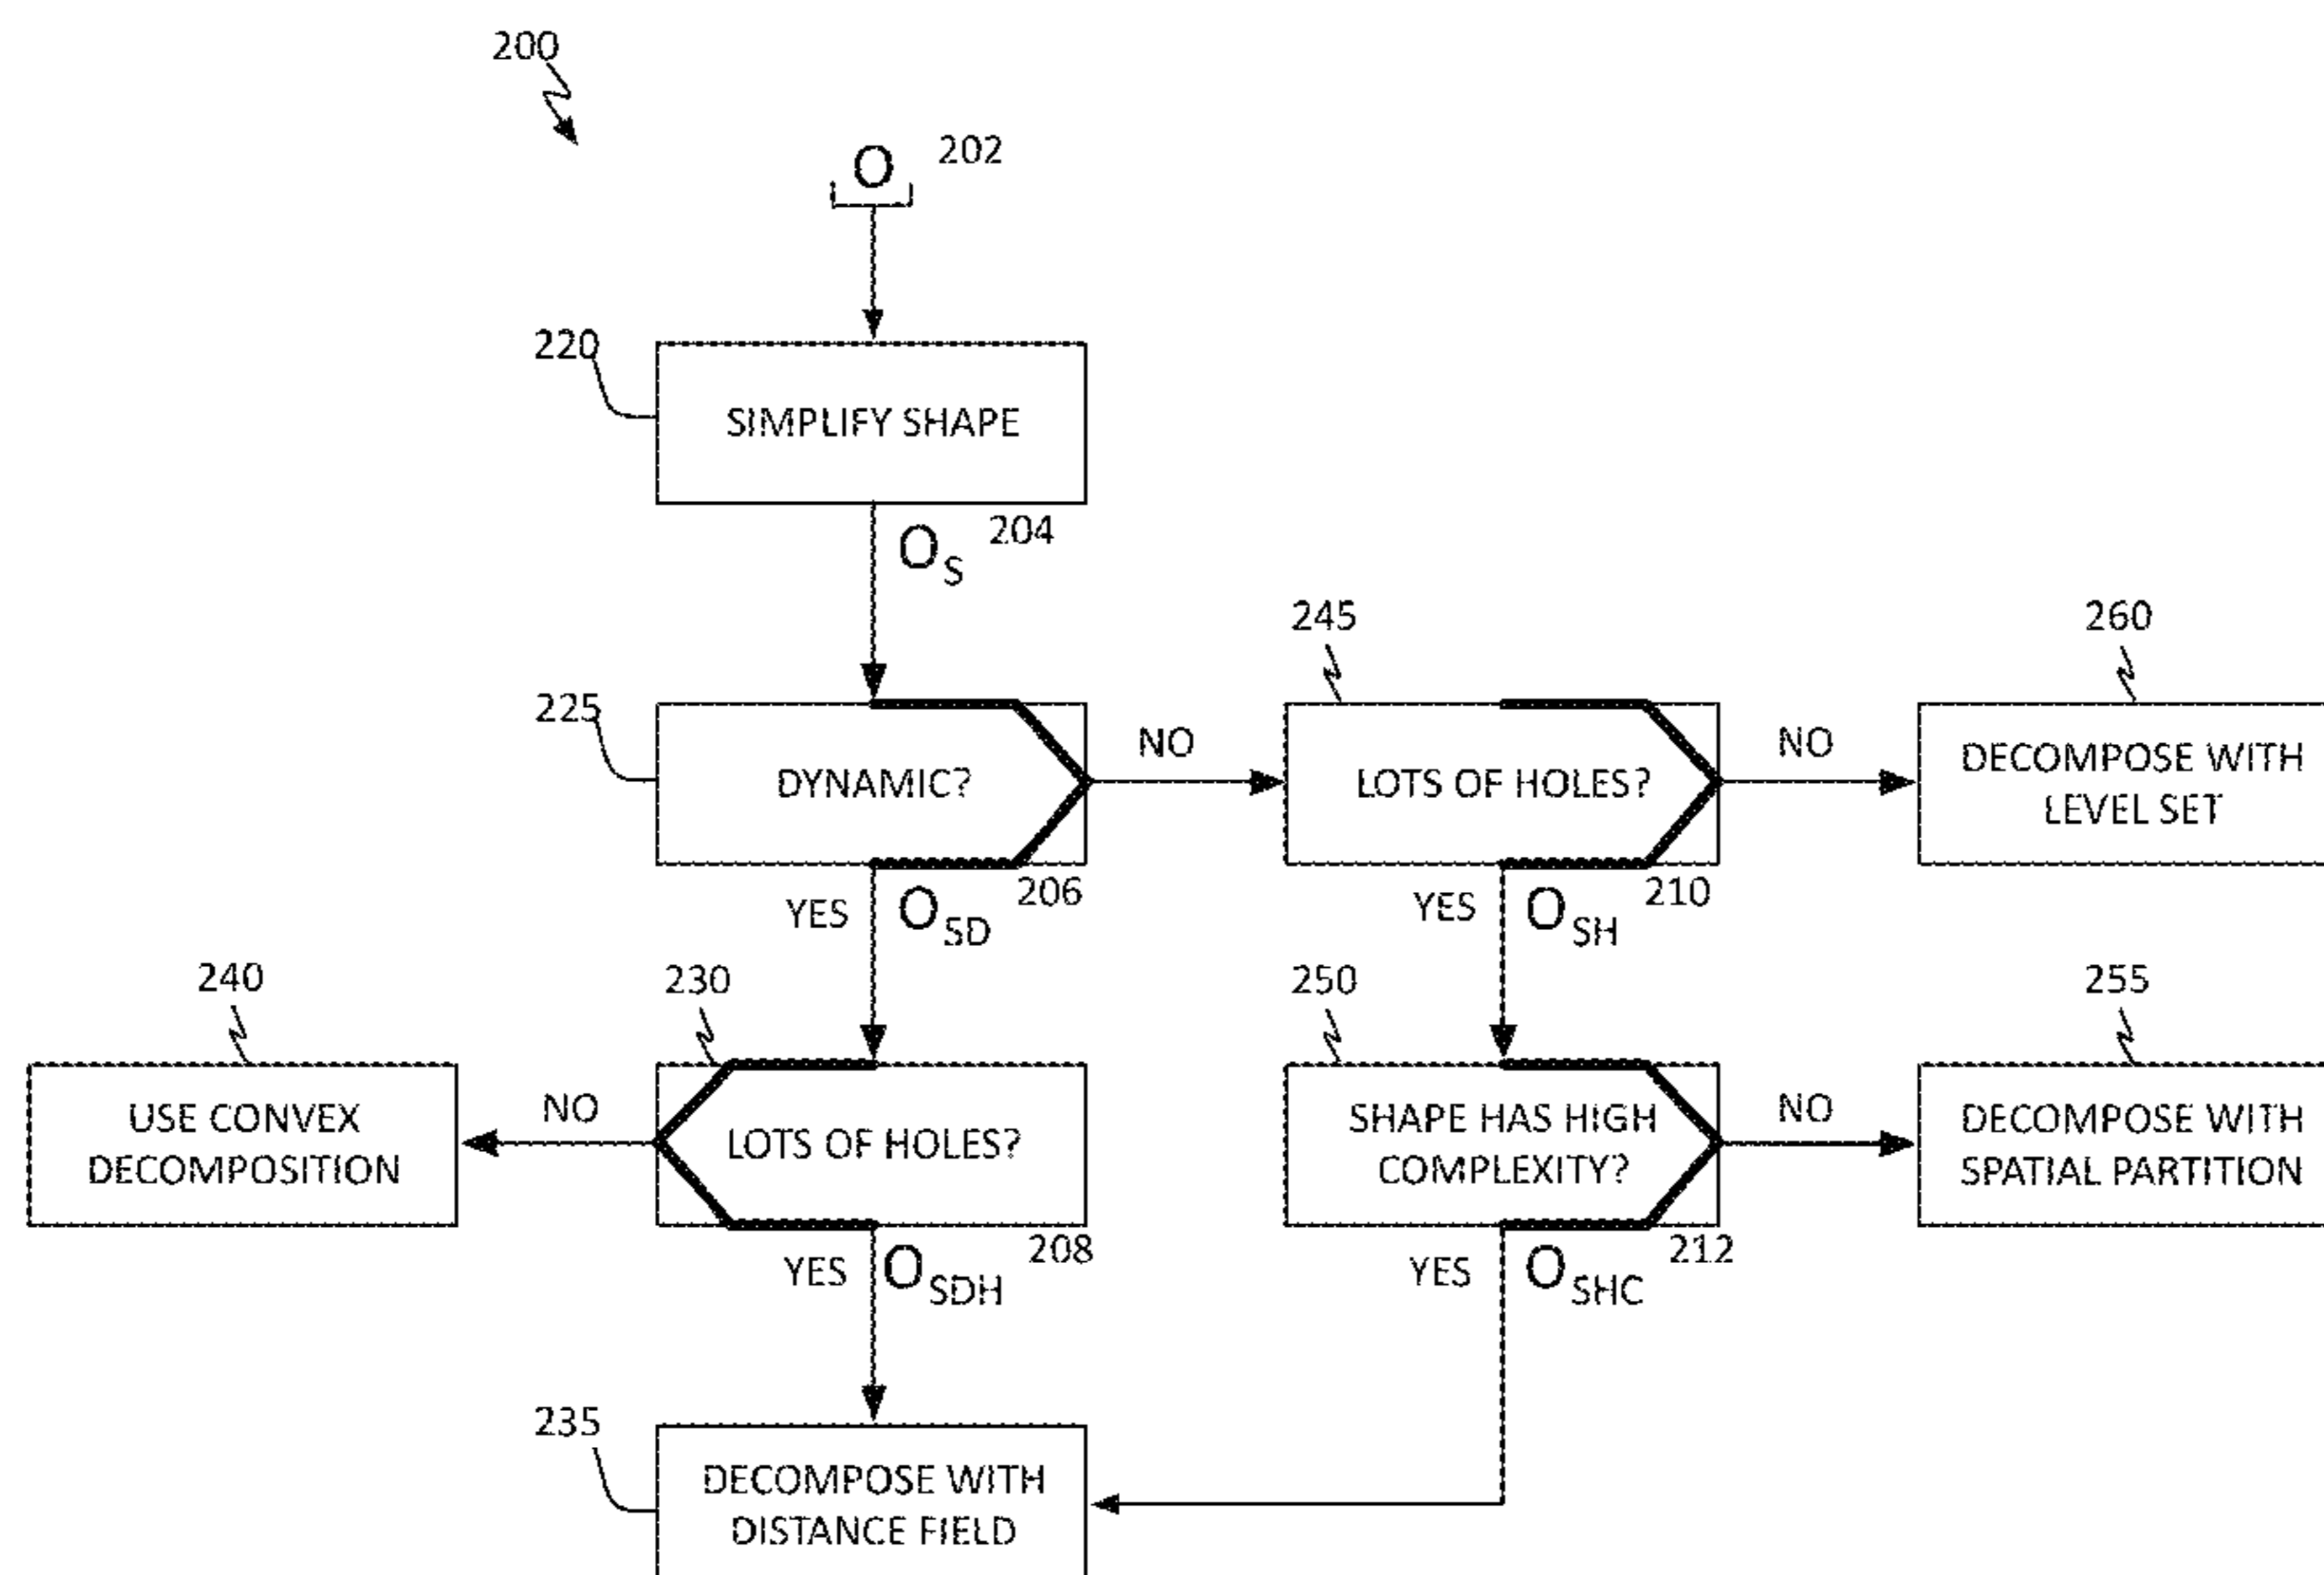 200
O 202
220
SIMPLIFY SHAPE
204
OS
245
260
225
DYNAMIC?
NO
LOTS OF HOLES?
NO
DECOMPOSE WITH
LEVEL SET
206
YES
OSD
210
YES
OSH
240
230
250
255
USE CONVEX
DECOMPOSITION
NO
LOTS OF HOLES?
SHAPE HAS HIGH
COMPLEXITY?
NO
DECOMPOSE WITH
SPATIAL PARTITION
208
YES
OSDH
212
YES
OSHC
235
DECOMPOSE WITH
DISTANCE FIELD